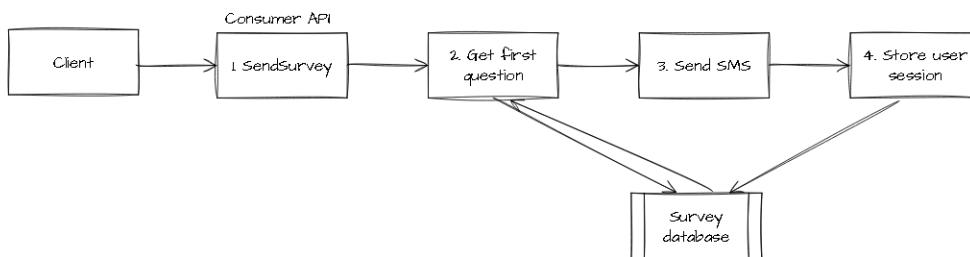 Consumer API
Client
1. SendSurvey
2. Get first
question
3. Send SMS
4. Store user
session
Survey
database